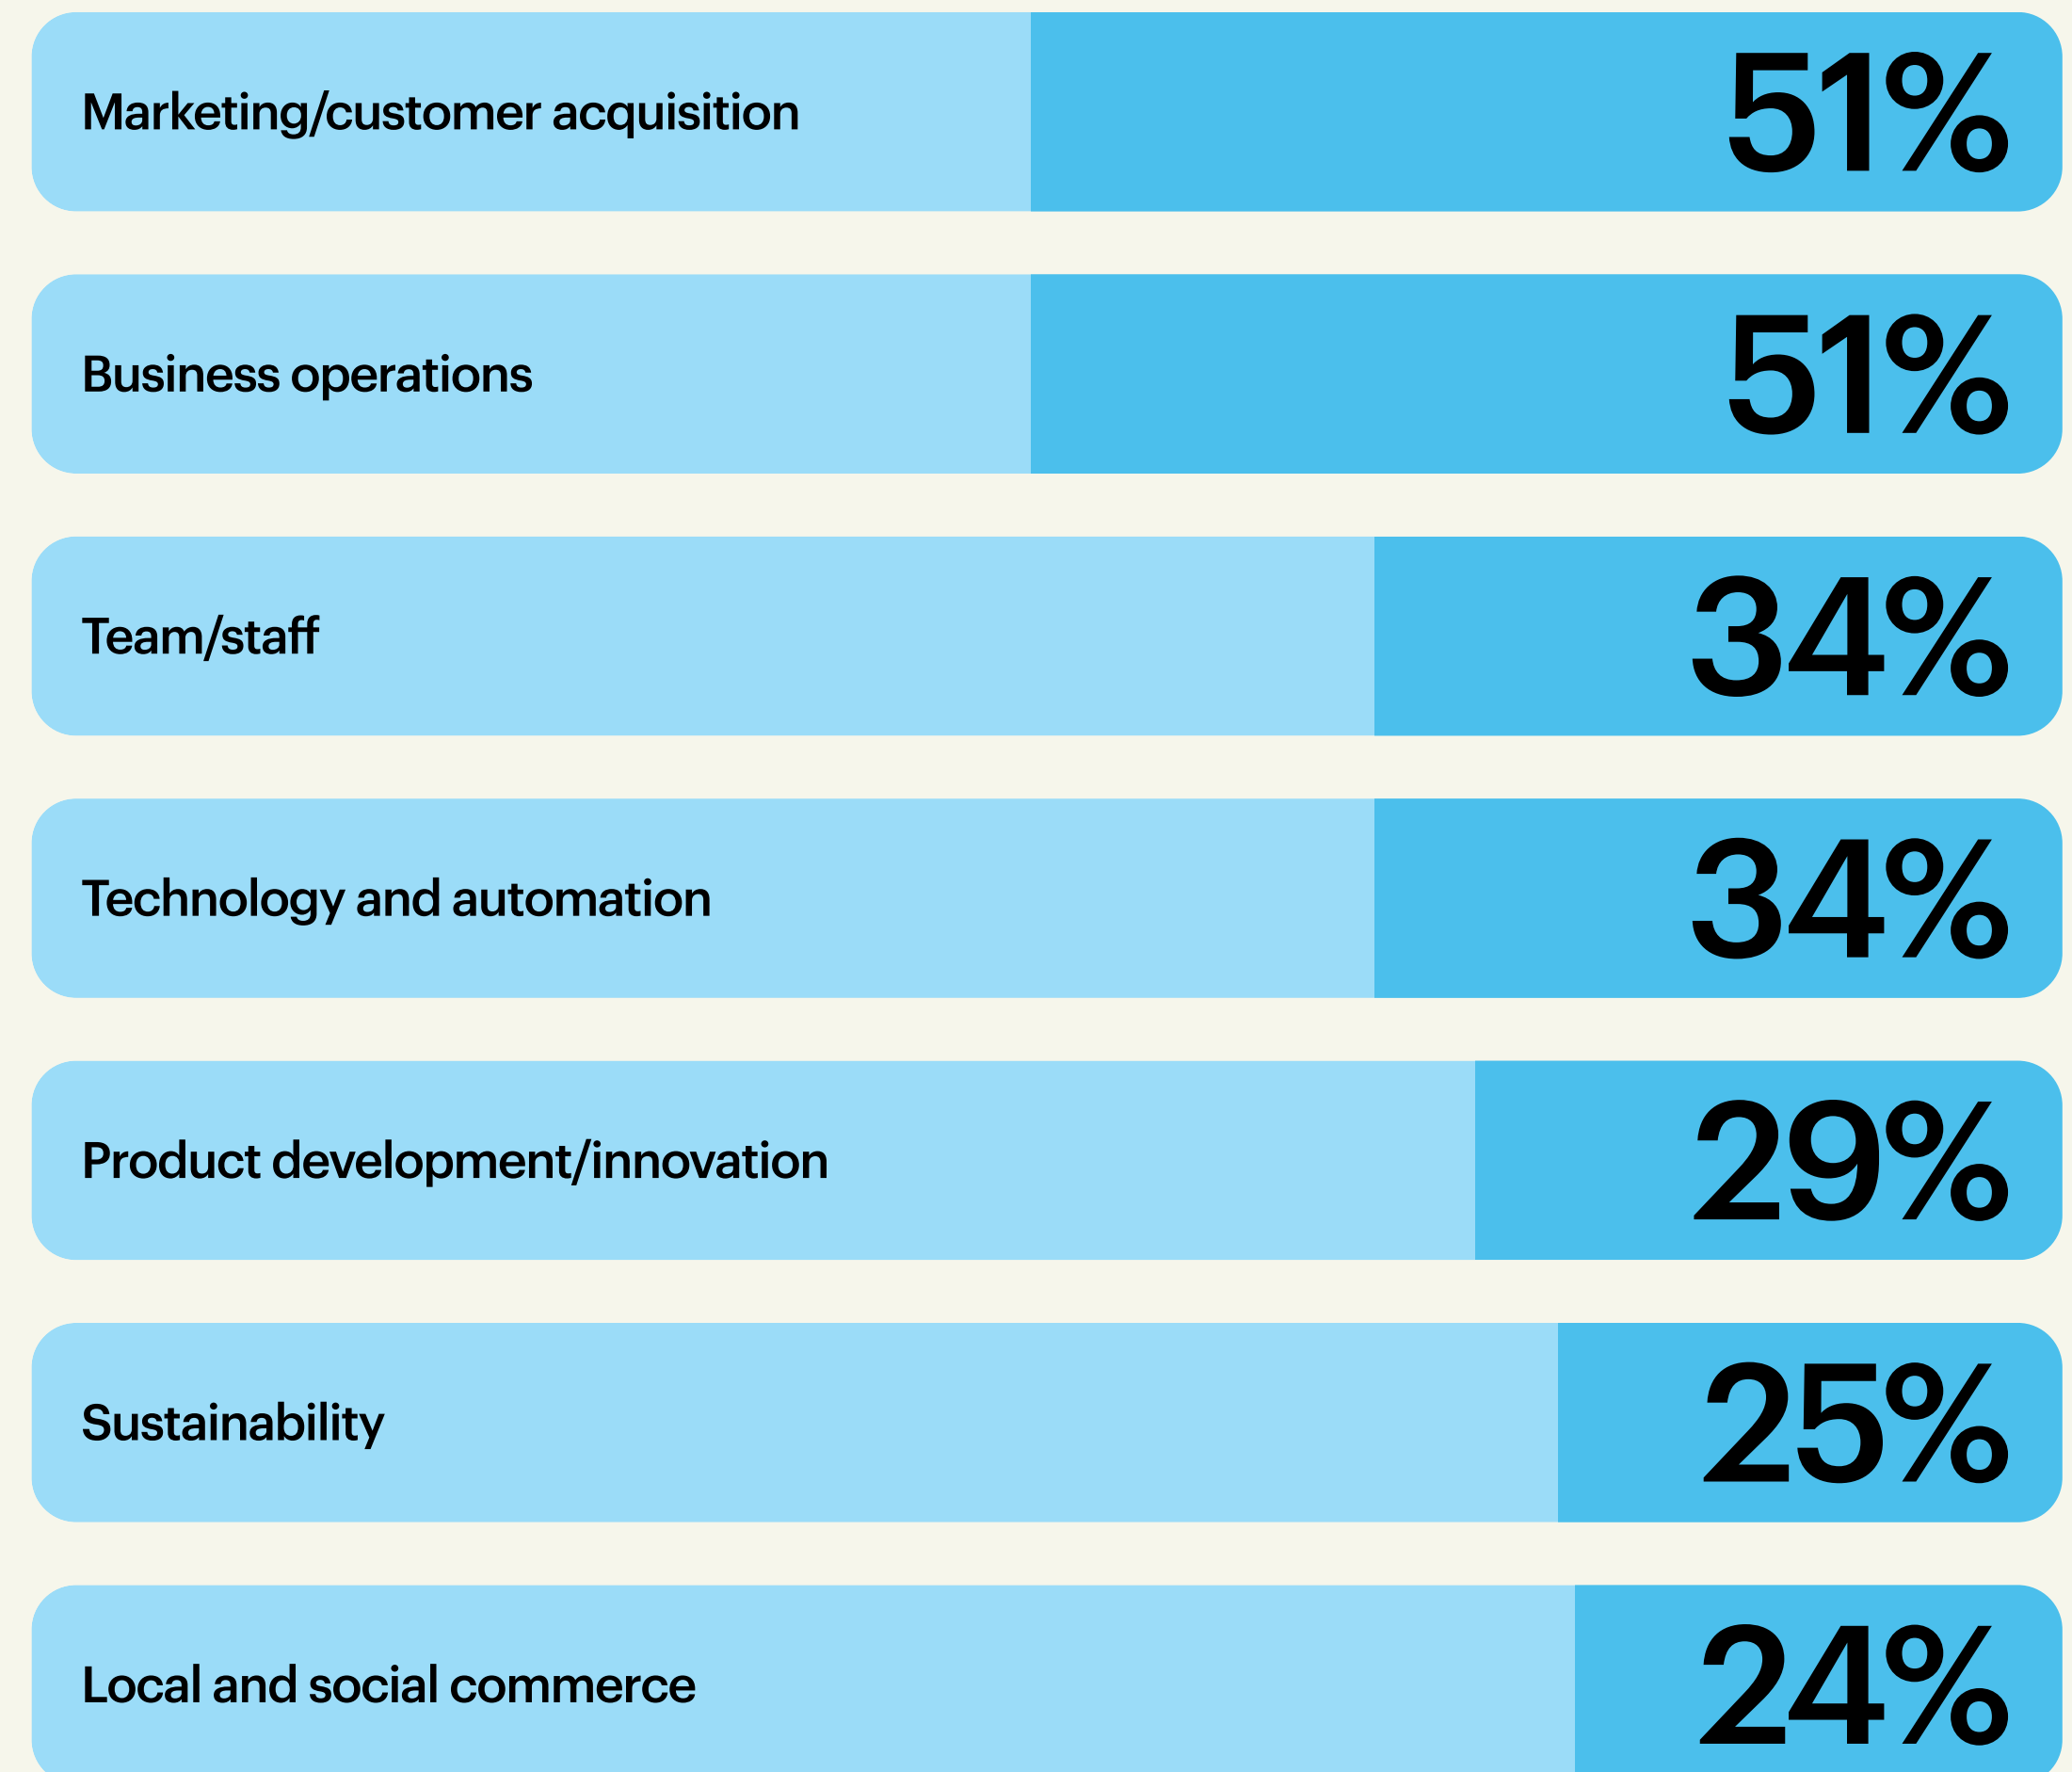 Marketing/customer acquisition 51%
Business operations 51%
Team/staff 34%
Technology and automation 34%
Product development/innovation 29%
Sustainability 25%
Local and social commerce 24%